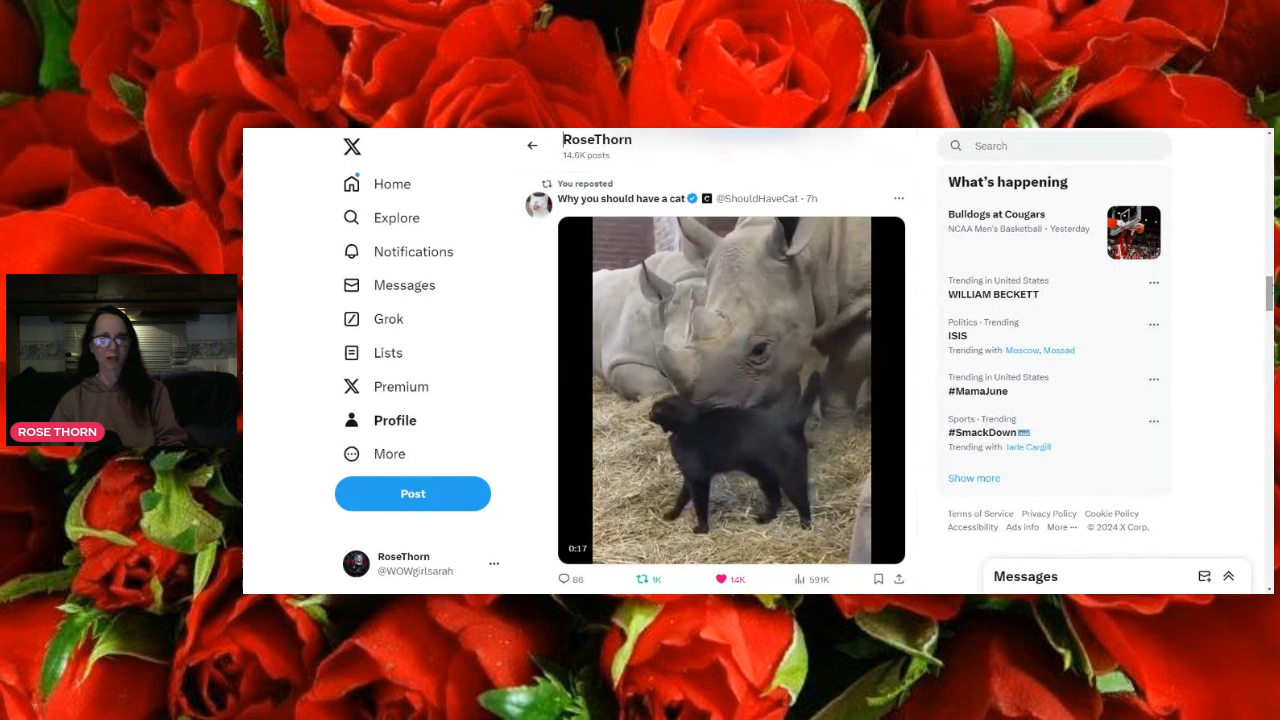 RoseThorn
14.6K posts
Home
Explore
Notifications
Messages
Grok
Lists
Premium
Profile
More
Post
RoseThorn
@WOWgirlsarah
You reposted
Why you should have a cat @ShouldHaveCat · 7h
0:17
86
1K
14K
591K
Search
What's happening
Bulldogs at Cougars
NCAA Men's Basketball · Yesterday
Trending in United States
WILLIAM BECKETT
Politics · Trending
ISIS
Trending with Moscow, Mossad
Trending in United States
#MamaJune
Sports · Trending
#SmackDown
Trending with Jade Cargill
Show more
Terms of Service Privacy Policy Cookie Policy
Accessibility Ads info More ··· © 2024 X Corp.
Messages
ROSE THORN